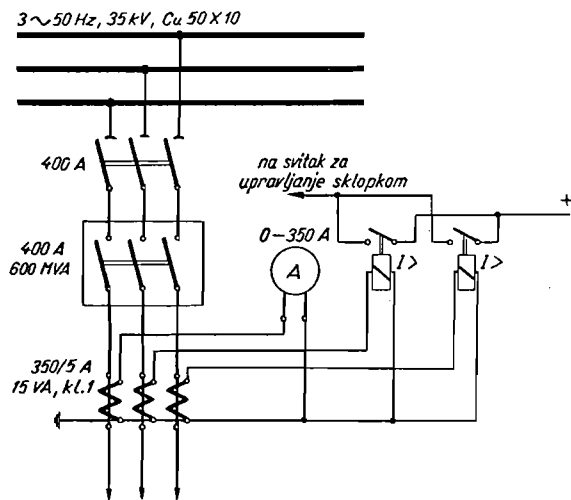 3 ~ 50 Hz, 35 kV, Cu 50 X 10
400 A
na svitak za
upravljanje sklopkom
+
0–350 A
400 A
600 MVA
A
I >
I >
350/5 A
15 VA, kl.1